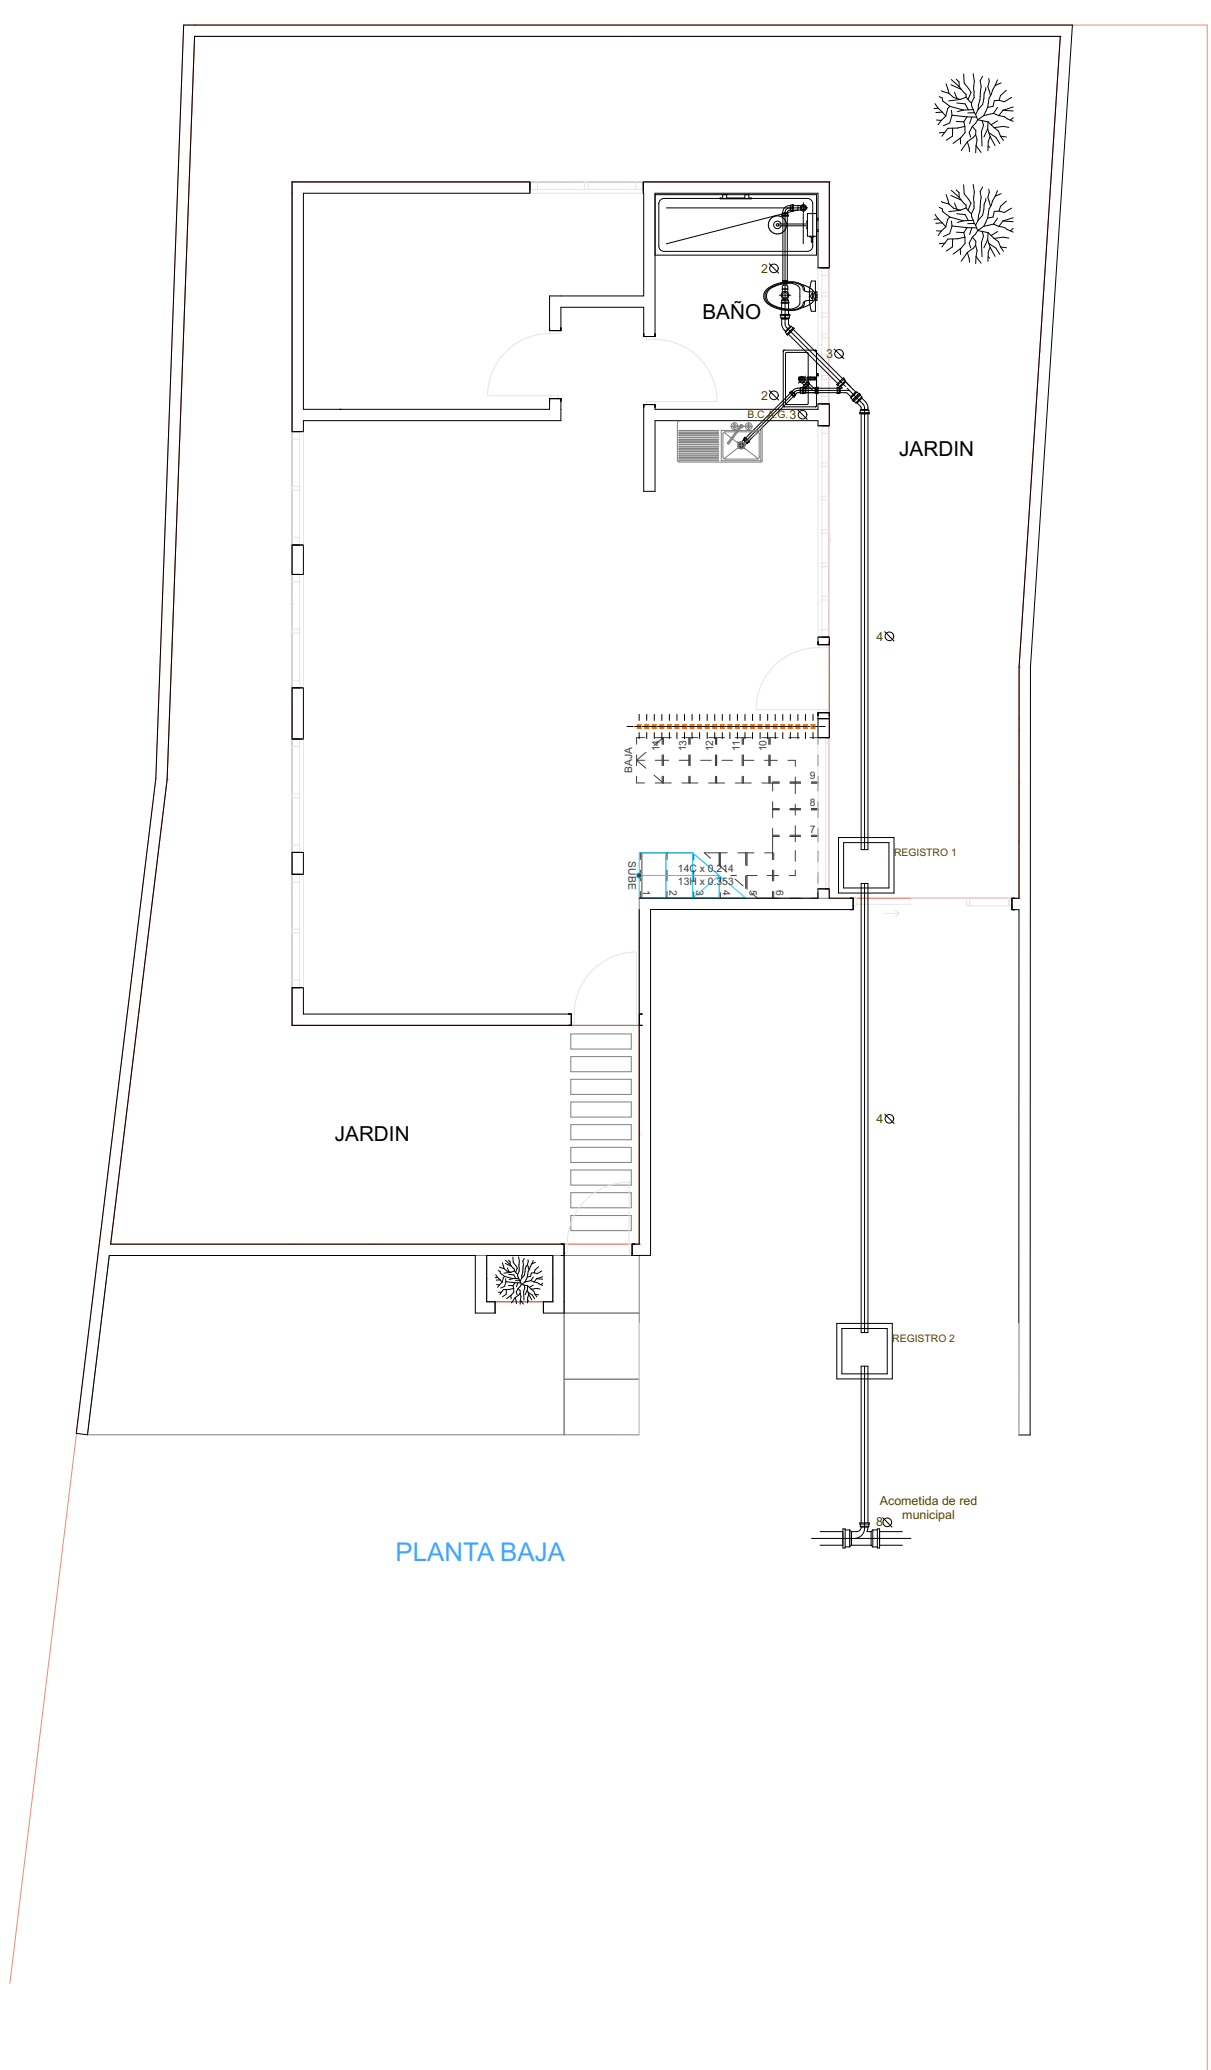 2Ø
BAÑO
3Ø
2Ø
B.C.A.G. 3Ø
JARDIN
4Ø
BAJA
14
13
12
11
10
9
8
7
REGISTRO 1
SUBE
14C x 0.214
13H x 0.353
1
2
3
4
5
6
4Ø
JARDIN
REGISTRO 2
Acometida de red
municipal
8Ø
PLANTA BAJA